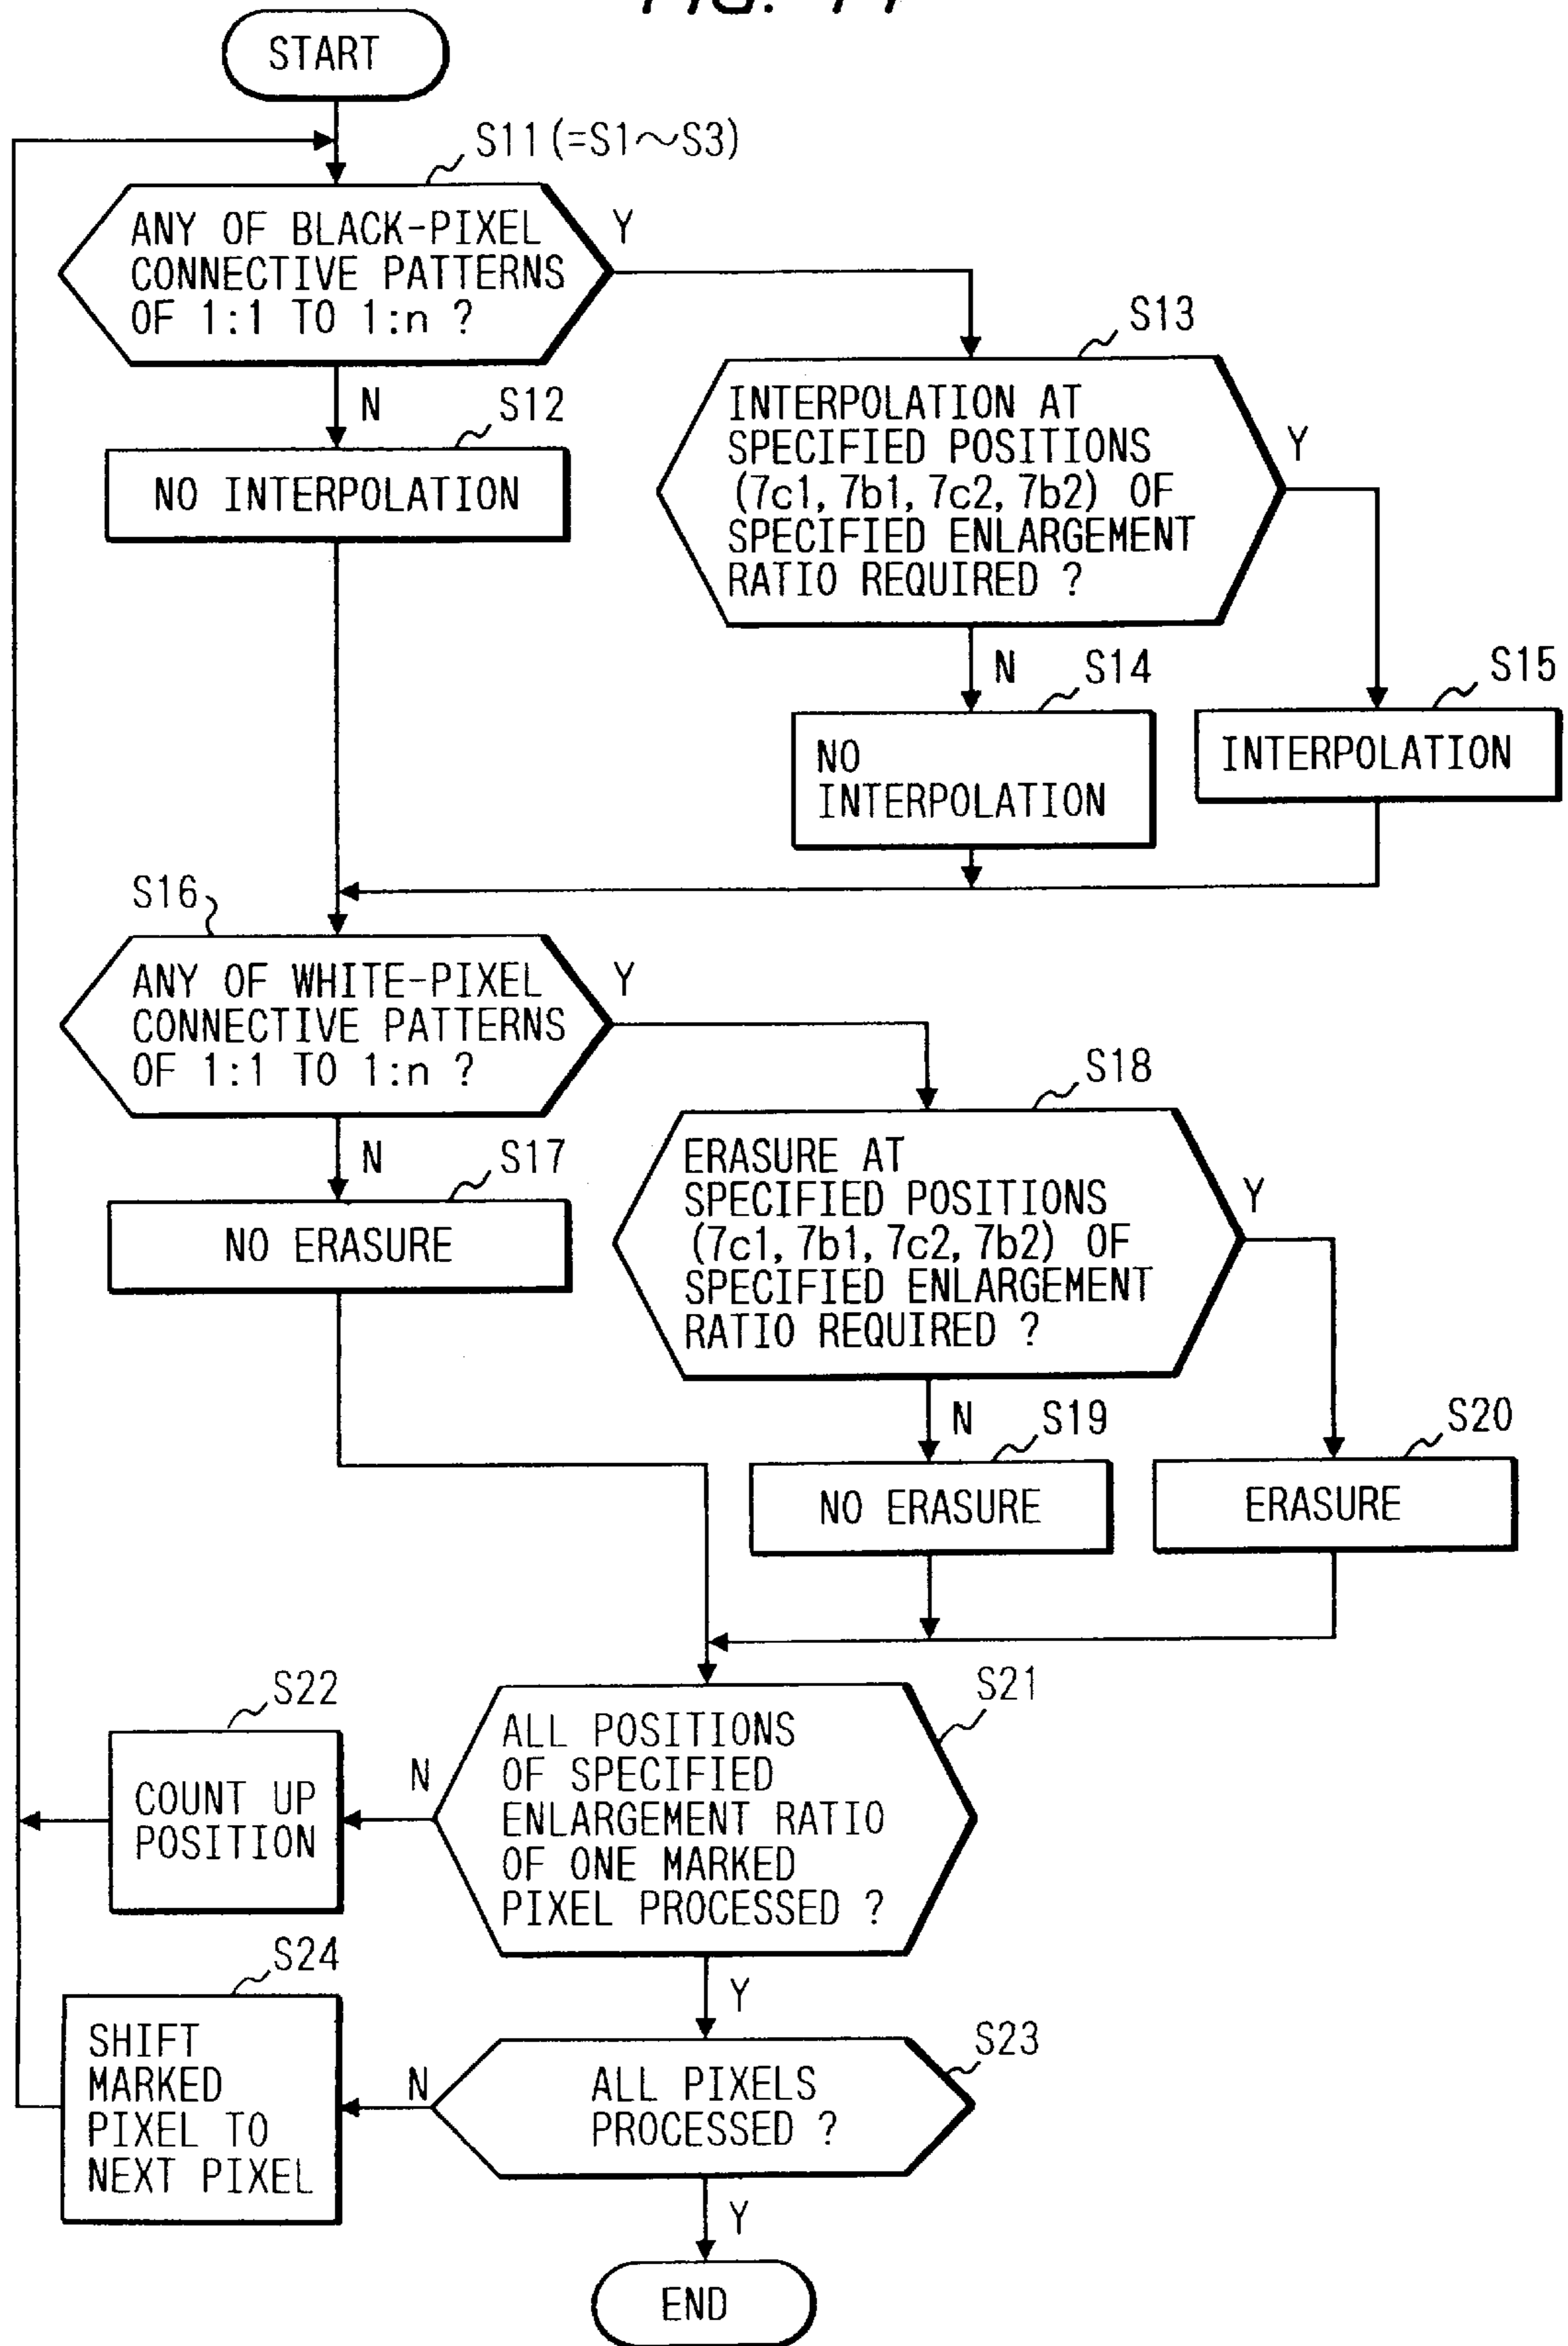 START
S11 (=S1~S3)
ANY OF BLACK-PIXEL
CONNECTIVE PATTERNS
OF 1:1 TO 1:n ?
Y
N
S12
NO INTERPOLATION
S13
INTERPOLATION AT
SPECIFIED POSITIONS
(7c1, 7b1, 7c2, 7b2) OF
SPECIFIED ENLARGEMENT
RATIO REQUIRED ?
Y
N
S14
NO
INTERPOLATION
S15
INTERPOLATION
S16
ANY OF WHITE-PIXEL
CONNECTIVE PATTERNS
OF 1:1 TO 1:n ?
Y
N
S17
NO ERASURE
S18
ERASURE AT
SPECIFIED POSITIONS
(7c1, 7b1, 7c2, 7b2) OF
SPECIFIED ENLARGEMENT
RATIO REQUIRED ?
Y
N
S19
NO ERASURE
S20
ERASURE
S21
ALL POSITIONS
OF SPECIFIED
ENLARGEMENT RATIO
OF ONE MARKED
PIXEL PROCESSED ?
N
S22
COUNT UP
POSITION
Y
S23
ALL PIXELS
PROCESSED ?
N
S24
SHIFT
MARKED
PIXEL TO
NEXT PIXEL
Y
END